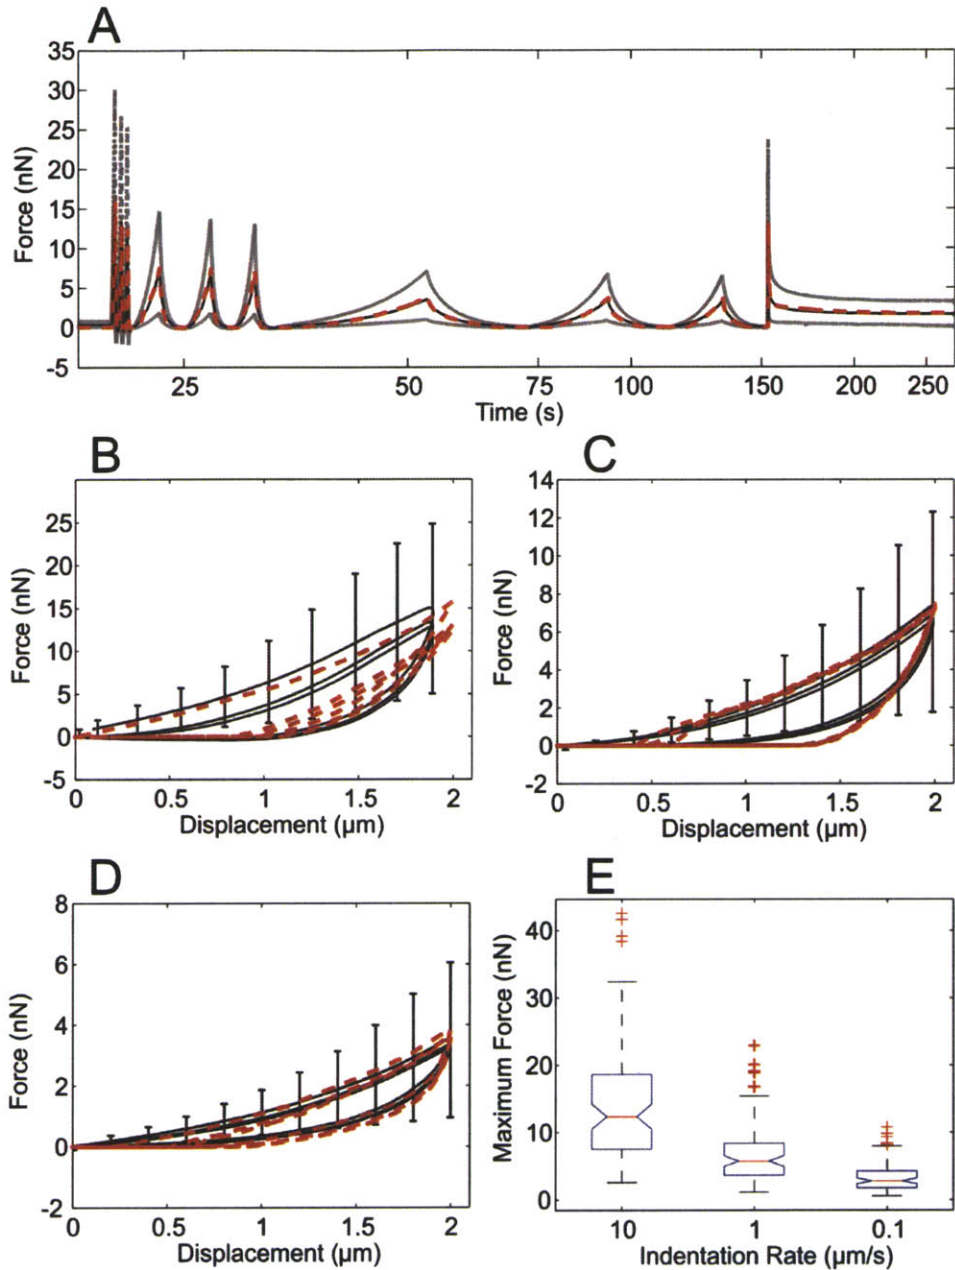 A
35
30
25
20
15
10
5
0
-5
Force (nN)
25 50 75 100 150 200 250
Time (s)
B
25
20
15
10
5
0
-5
Force (nN)
0 0.5 1 1.5 2
Displacement (µm)
C
14
12
10
8
6
4
2
0
-2
Force (nN)
0 0.5 1 1.5 2
Displacement (µm)
D
8
6
4
2
0
-2
Force (nN)
0 0.5 1 1.5 2
Displacement (µm)
E
40
30
20
10
0
Maximum Force (nN)
10 1 0.1
Indentation Rate (µm/s)